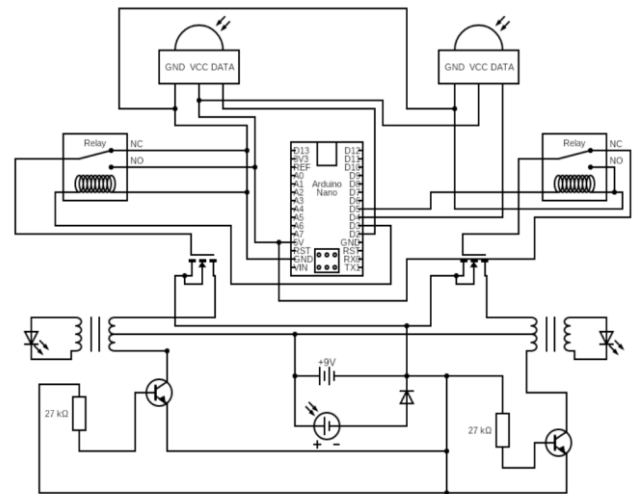 GND VCC DATA
GND VCC DATA
Relay
NC
NO
Relay
NC
NO
Arduino
Nano
D13
3V3
REF
A0
A1
A2
A3
A4
A5
A6
A7
5V
RST
GND
VIN
D12
D11
D10
D9
D8
D7
D6
D5
D4
D3
D2
GND
RST
RX0
TX1
+9V
+ −
27 kΩ
27 kΩ